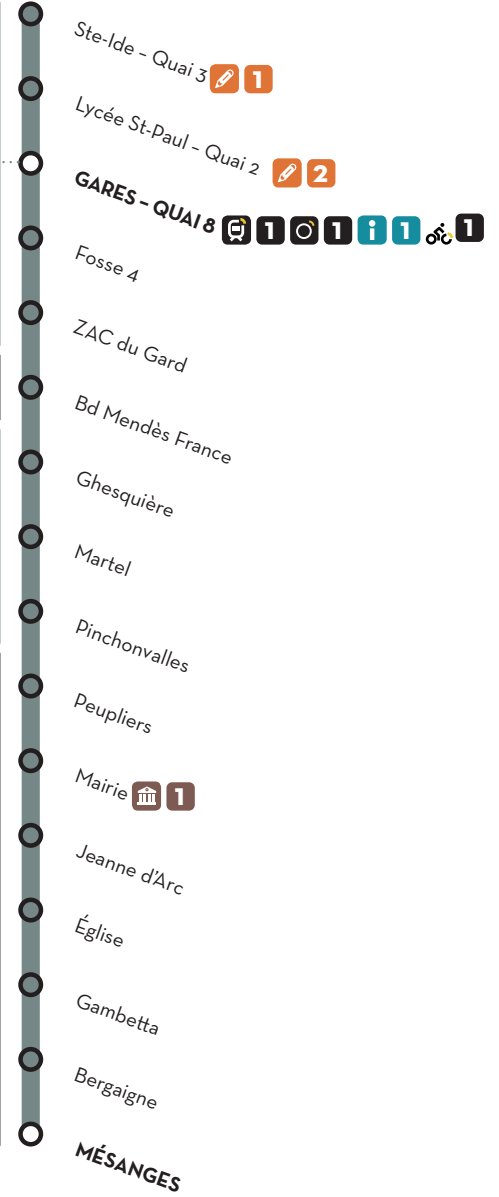 Ste-Ide – Quai 3 1
Lycée St-Paul – Quai 2 2
GARES – QUAI 8 1 1 i 1 1
Fosse 4
ZAC du Gard
Bd Mendès France
Ghesquière
Martel
Pinchonvalles
Peupliers
Mairie 1
Jeanne d'Arc
Église
Gambetta
Bergaigne
MÉSANGES